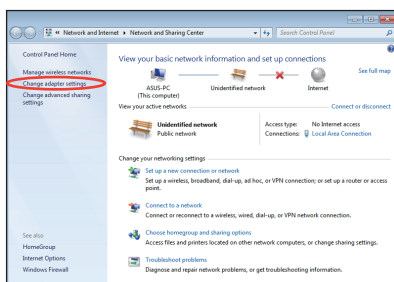 « Network and Internet ▸ Network and Sharing Center
Search Control Panel
Control Panel Home
Manage wireless networks
Change adapter settings
Change advanced sharing
settings
See also
HomeGroup
Internet Options
Windows Firewall
View your basic network information and set up connections
See full map
ASUS-PC
(This computer)
Unidentified network
Internet
View your active networks
Connect or disconnect
Unidentified network
Public network
Access type: No Internet access
Connections: Local Area Connection
Change your networking settings
Set up a new connection or network
Set up a wireless, broadband, dial-up, ad hoc, or VPN connection; or set up a router or access
point.
Connect to a network
Connect or reconnect to a wireless, wired, dial-up, or VPN network connection.
Choose homegroup and sharing options
Access files and printers located on other network computers, or change sharing settings.
Troubleshoot problems
Diagnose and repair network problems, or get troubleshooting information.